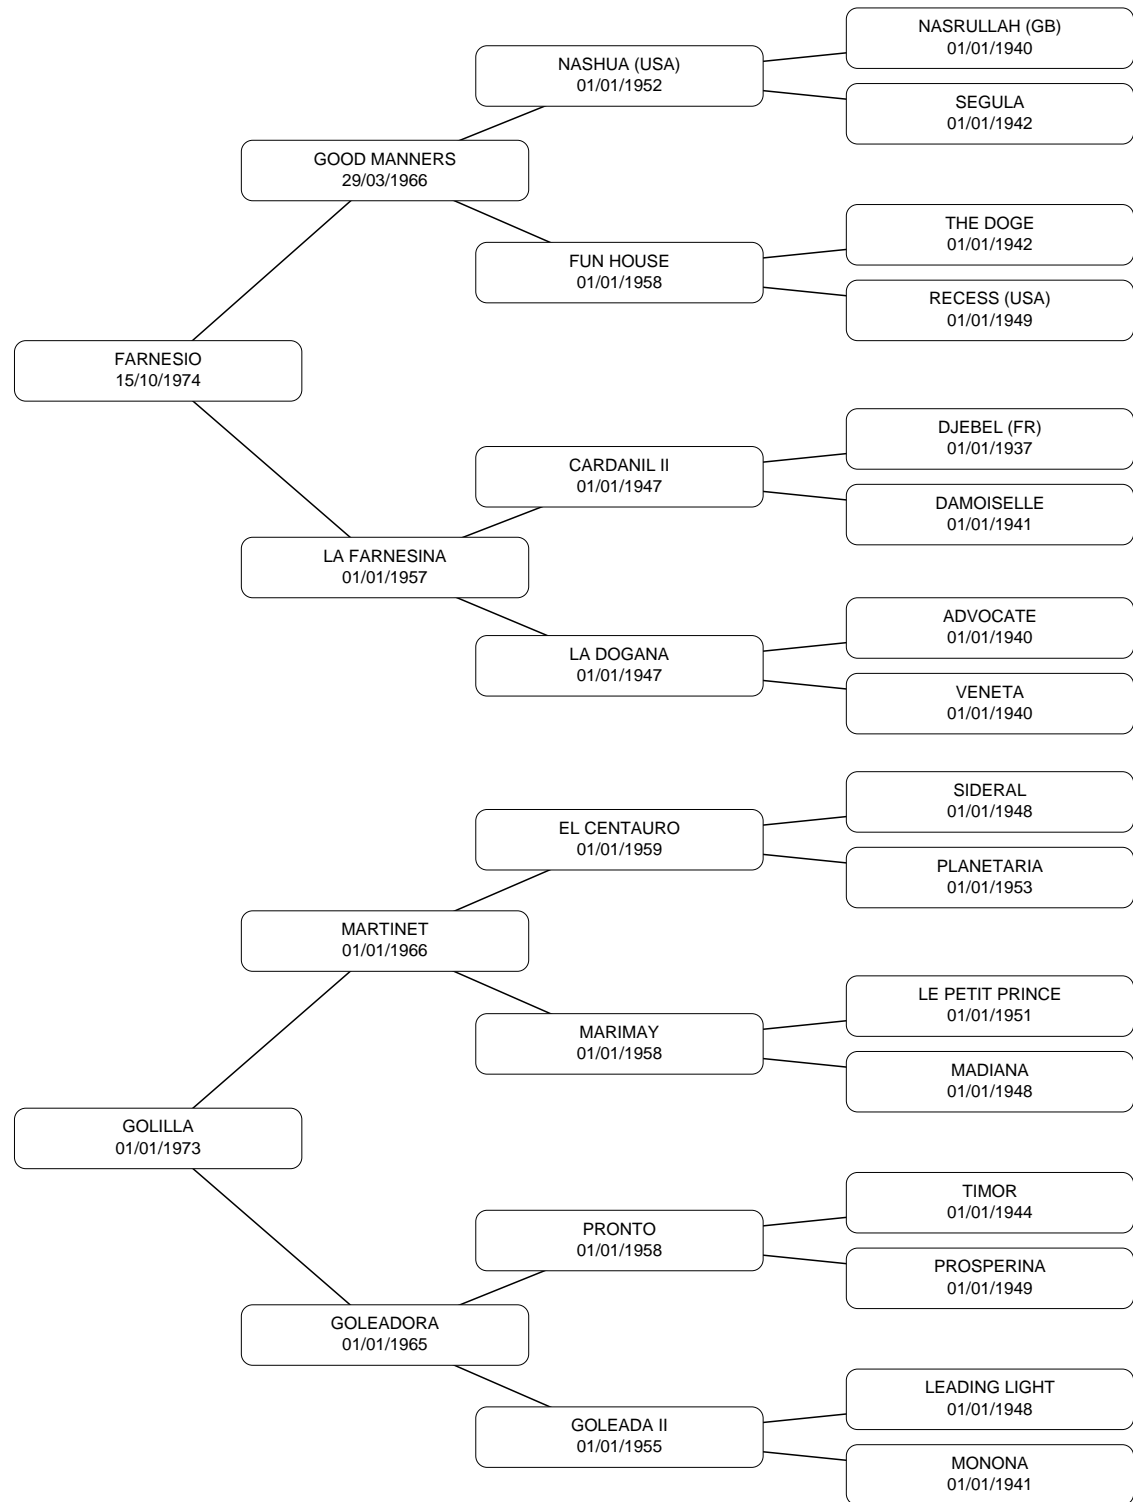 NASRULLAH (GB)
01/01/1940
NASHUA (USA)
01/01/1952
SEGULA
01/01/1942
GOOD MANNERS
29/03/1966
THE DOGE
01/01/1942
FUN HOUSE
01/01/1958
RECESS (USA)
01/01/1949
FARNESIO
15/10/1974
DJEBEL (FR)
01/01/1937
CARDANIL II
01/01/1947
DAMOISELLE
01/01/1941
LA FARNESINA
01/01/1957
ADVOCATE
01/01/1940
LA DOGANA
01/01/1947
VENETA
01/01/1940
SIDERAL
01/01/1948
EL CENTAURO
01/01/1959
PLANETARIA
01/01/1953
MARTINET
01/01/1966
LE PETIT PRINCE
01/01/1951
MARIMAY
01/01/1958
MADIANA
01/01/1948
GOLILLA
01/01/1973
TIMOR
01/01/1944
PRONTO
01/01/1958
PROSPERINA
01/01/1949
GOLEADORA
01/01/1965
LEADING LIGHT
01/01/1948
GOLEADA II
01/01/1955
MONONA
01/01/1941